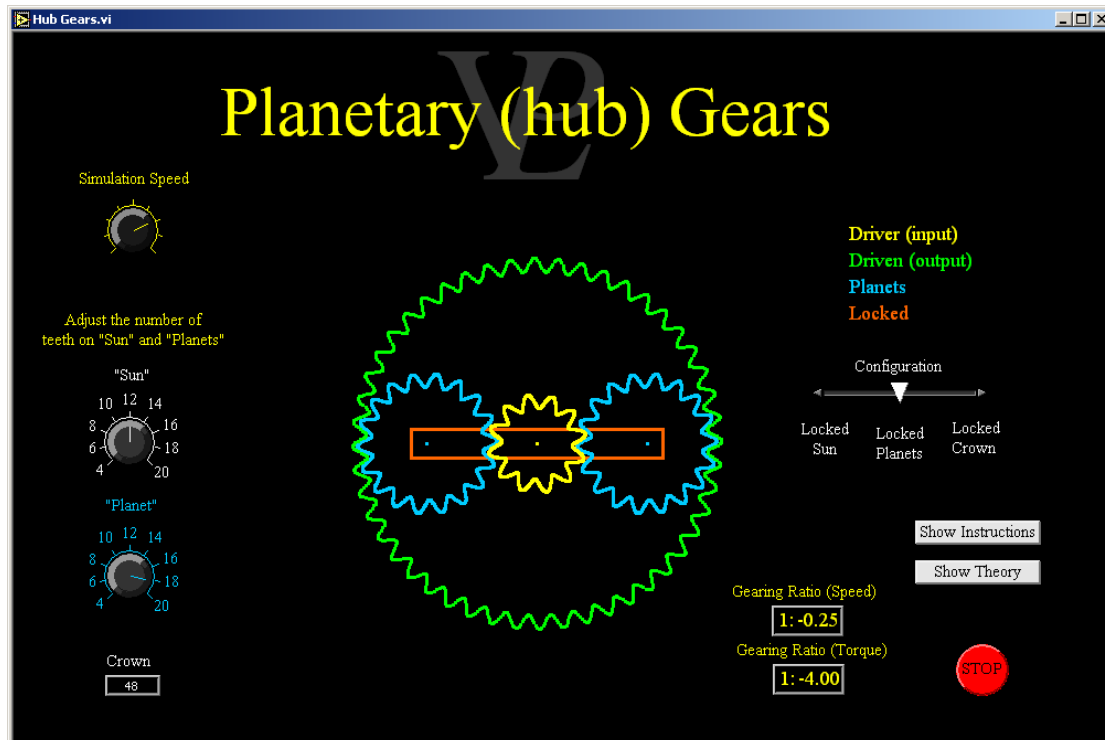 Hub Gears.vi
VPL
Planetary (hub) Gears
Simulation Speed
Driver (input)
Driven (output)
Planets
Locked
Adjust the number of
teeth on "Sun" and "Planets"
"Sun"
10 12 14
8 16
6 18
4 20
Configuration
Locked Sun
Locked Planets
Locked Crown
"Planet"
10 12 14
8 16
6 18
4 20
Show Instructions
Show Theory
Gearing Ratio (Speed)
1: -0.25
Gearing Ratio (Torque)
1: -4.00
Crown
48
STOP